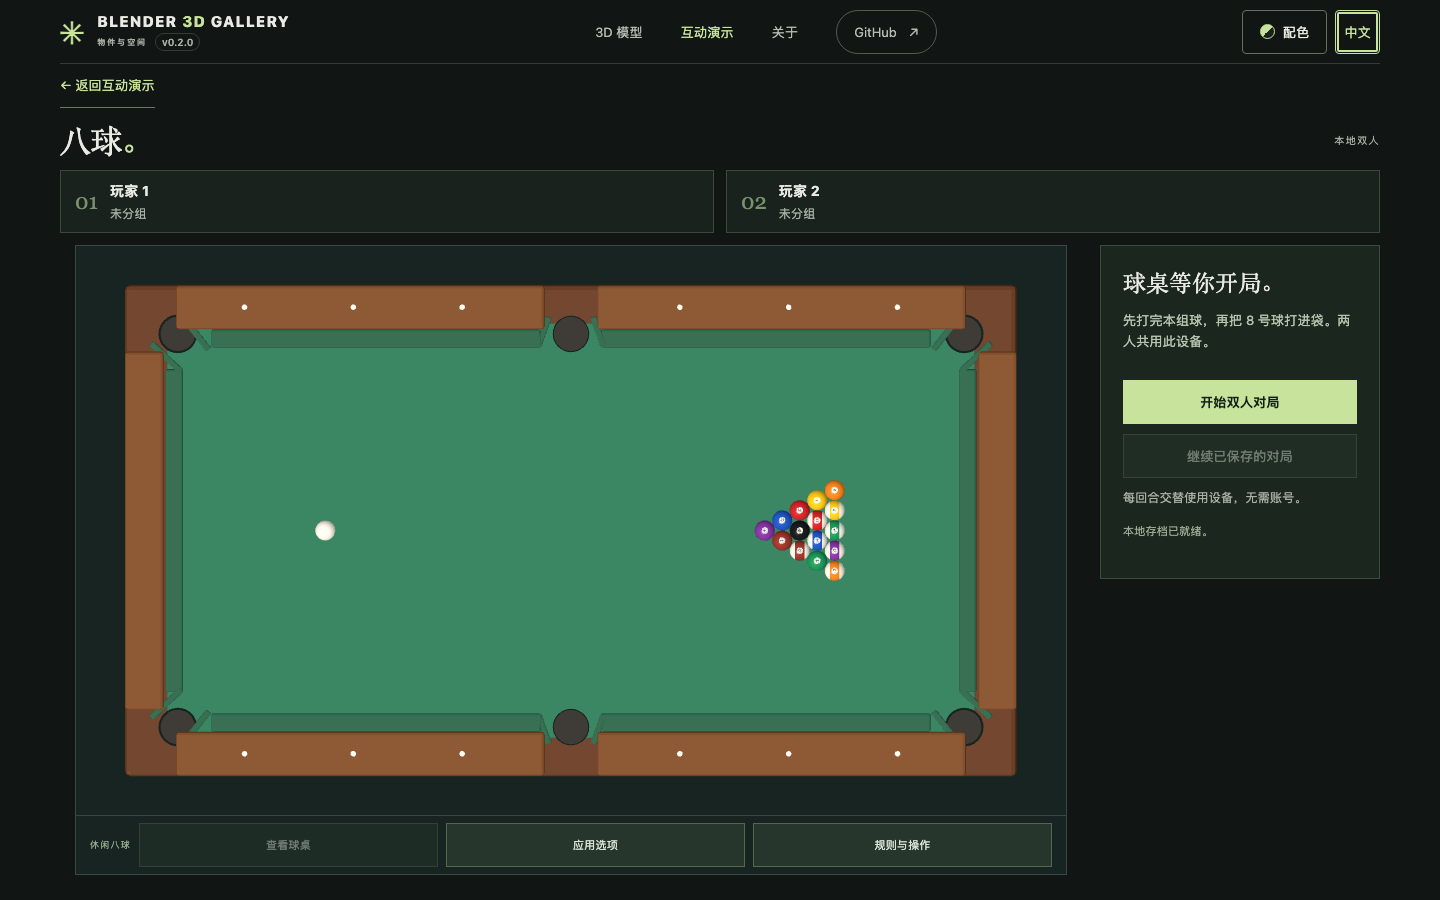 BLENDER 3D GALLERY
物件与空间 v0.2.0
3D 模型
互动演示
关于
GitHub ↗
配色
中文
← 返回互动演示
八球。
本地双人
01
玩家 1
未分组
02
玩家 2
未分组
球桌等你开局。
先打完本组球，再把 8 号球打进袋。两
人共用此设备。
开始双人对局
继续已保存的对局
每回合交替使用设备，无需账号。
本地存档已就绪。
休闲八球
查看球桌
应用选项
规则与操作